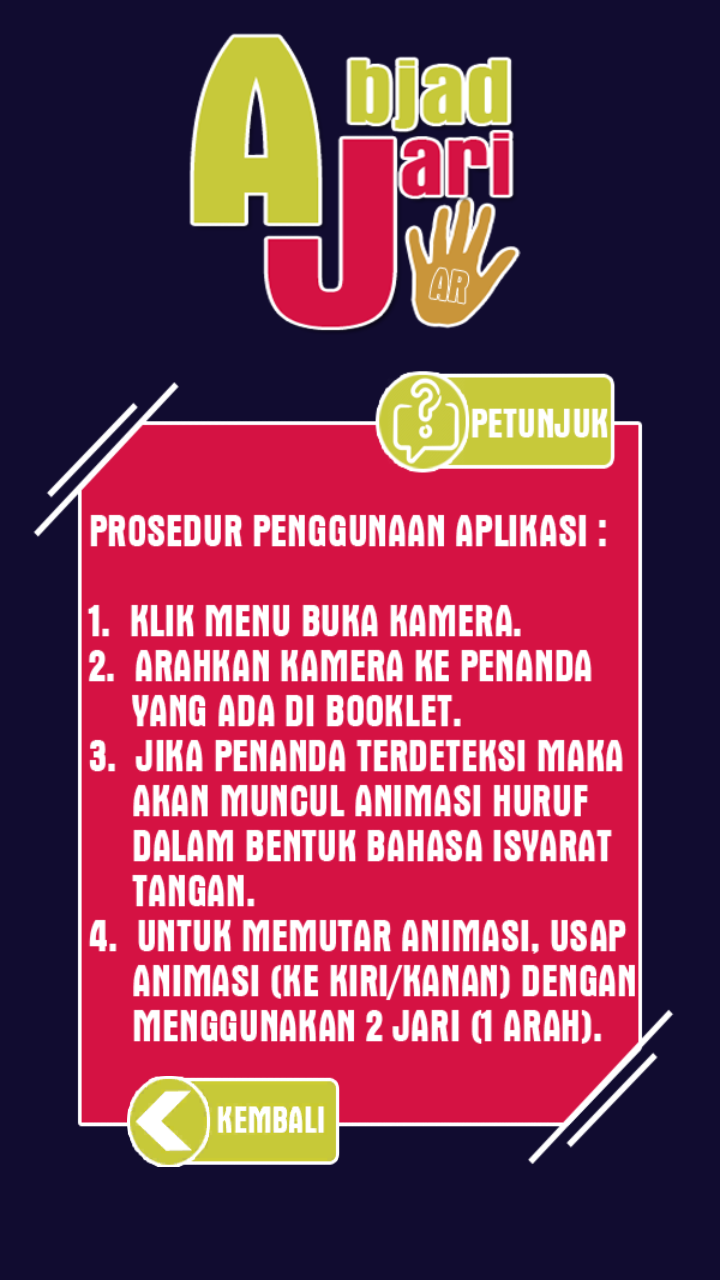 Abjad
Jari
AR
PETUNJUK
PROSEDUR PENGGUNAAN APLIKASI :
1. KLIK MENU BUKA KAMERA.
2. ARAHKAN KAMERA KE PENANDA
YANG ADA DI BOOKLET.
3. JIKA PENANDA TERDETEKSI MAKA
AKAN MUNCUL ANIMASI HURUF
DALAM BENTUK BAHASA ISYARAT
TANGAN.
4. UNTUK MEMUTAR ANIMASI, USAP
ANIMASI (KE KIRI/KANAN) DENGAN
MENGGUNAKAN 2 JARI (1 ARAH).
KEMBALI